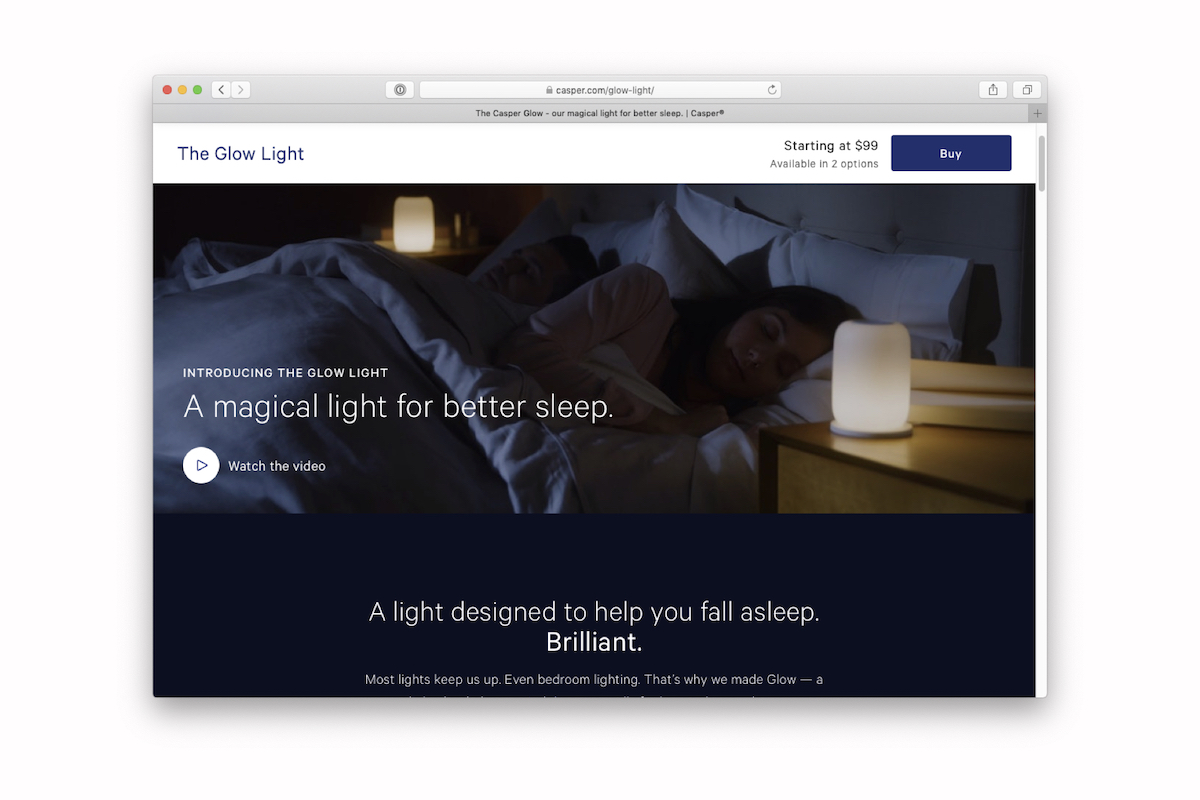 casper.com/glow-light/
The Casper Glow - our magical light for better sleep. | Casper®
The Glow Light
Starting at $99
Available in 2 options
Buy
INTRODUCING THE GLOW LIGHT
A magical light for better sleep.
Watch the video
A light designed to help you fall asleep.
Brilliant.
Most lights keep us up. Even bedroom lighting. That's why we made Glow — a